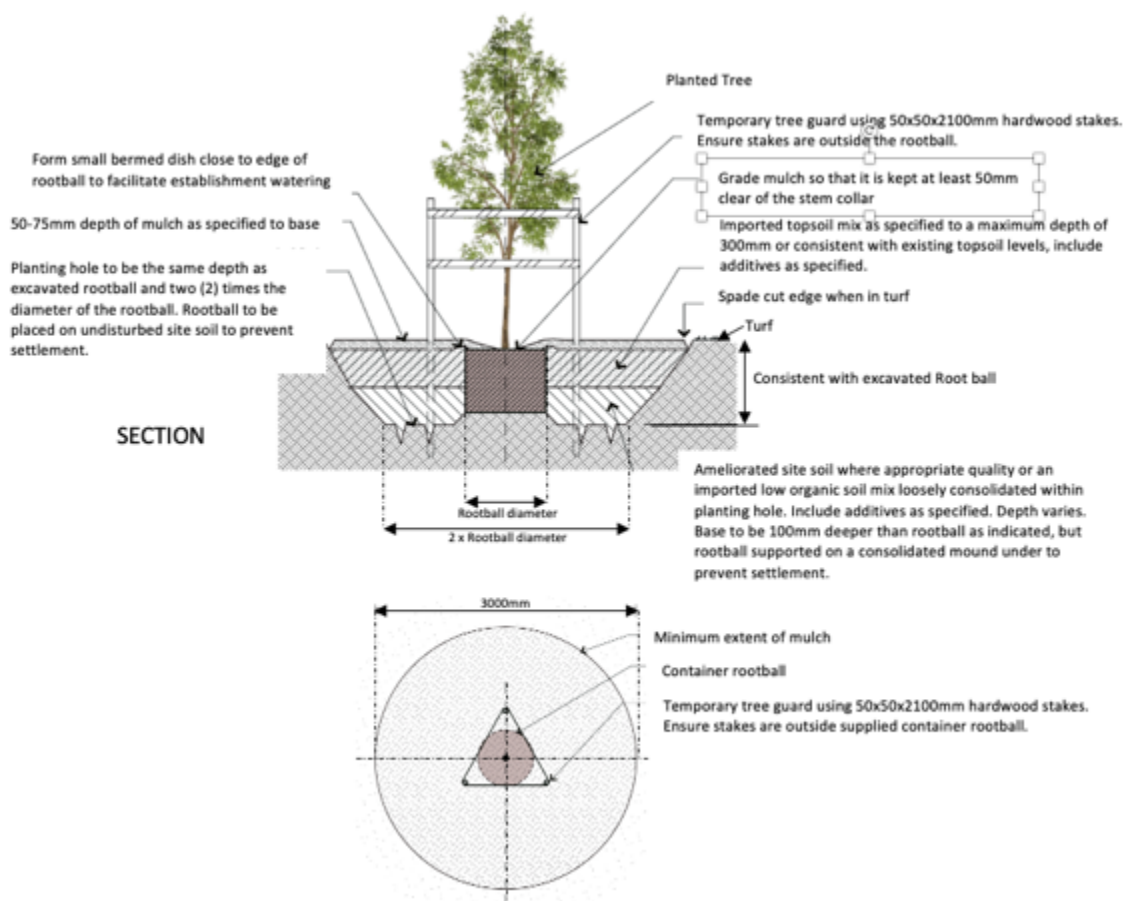 Planted Tree
Temporary tree guard using 50x50x2100mm hardwood stakes.
Ensure stakes are outside the rootball.
Form small bermed dish close to edge of
rootball to facilitate establishment watering
Grade mulch so that it is kept at least 50mm
clear of the stem collar
50-75mm depth of mulch as specified to base
Imported topsoil mix as specified to a maximum depth of
300mm or consistent with existing topsoil levels, include
additives as specified.
Planting hole to be the same depth as
excavated rootball and two (2) times the
diameter of the rootball. Rootball to be
placed on undisturbed site soil to prevent
settlement.
Spade cut edge when in turf
Turf
Consistent with excavated Root ball
SECTION
Ameliorated site soil where appropriate quality or an
imported low organic soil mix loosely consolidated within
planting hole. Include additives as specified. Depth varies.
Base to be 100mm deeper than rootball as indicated, but
rootball supported on a consolidated mound under to
prevent settlement.
Rootball diameter
2 x Rootball diameter
3000mm
Minimum extent of mulch
Container rootball
Temporary tree guard using 50x50x2100mm hardwood stakes.
Ensure stakes are outside supplied container rootball.